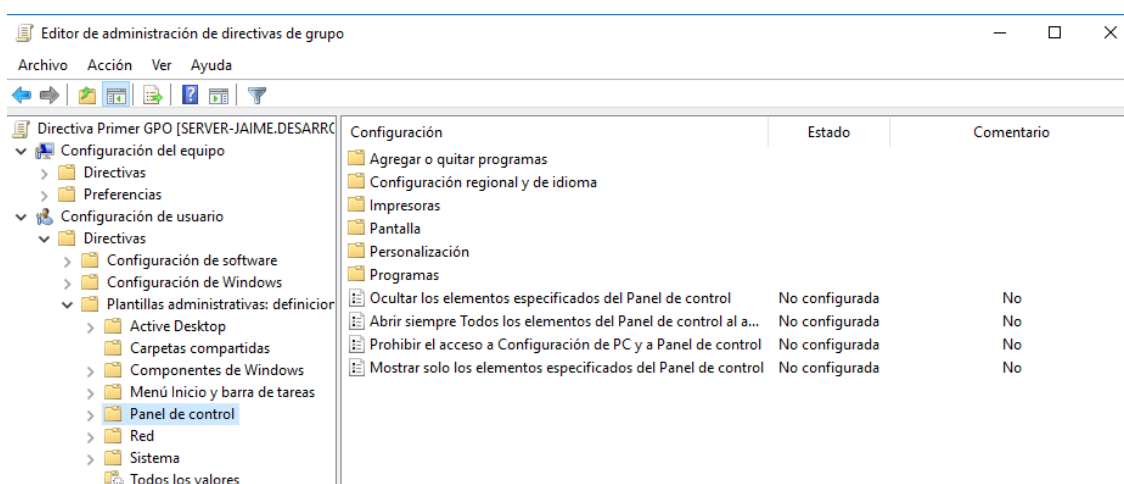 Editor de administración de directivas de grupo
Archivo Acción Ver Ayuda
Directiva Primer GPO [SERVER-JAIME.DESARRO
Configuración del equipo
Directivas
Preferencias
Configuración de usuario
Directivas
Configuración de software
Configuración de Windows
Plantillas administrativas: definicion
Active Desktop
Carpetas compartidas
Componentes de Windows
Menú Inicio y barra de tareas
Panel de control
Red
Sistema
Todos los valores
Configuración Estado Comentario
Agregar o quitar programas
Configuración regional y de idioma
Impresoras
Pantalla
Personalización
Programas
Ocultar los elementos especificados del Panel de control No configurada No
Abrir siempre Todos los elementos del Panel de control al a... No configurada No
Prohibir el acceso a Configuración de PC y a Panel de control No configurada No
Mostrar solo los elementos especificados del Panel de control No configurada No